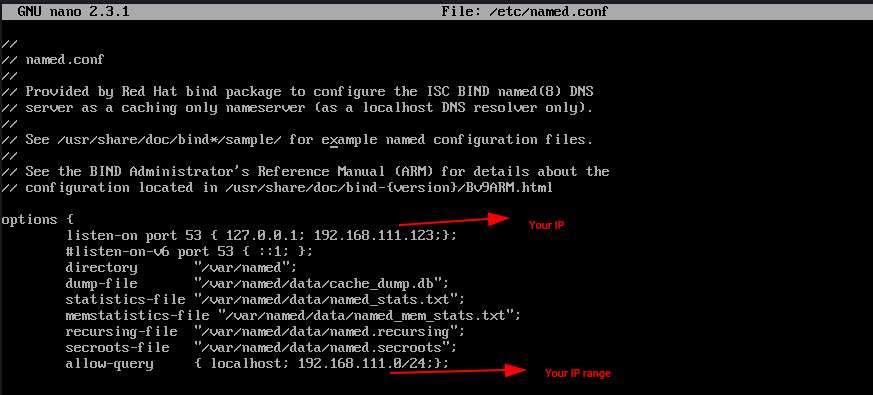 GNU nano 2.3.1 File: /etc/named.conf
//
// named.conf
//
// Provided by Red Hat bind package to configure the ISC BIND named(8) DNS
// server as a caching only nameserver (as a localhost DNS resolver only).
//
// See /usr/share/doc/bind*/sample/ for example named configuration files.
//
// See the BIND Administrator's Reference Manual (ARM) for details about the
// configuration located in /usr/share/doc/bind-{version}/Bv9ARM.html
options {
listen-on port 53 { 127.0.0.1; 192.168.111.123;};
Your IP
#listen-on-v6 port 53 { ::1; };
directory "/var/named";
dump-file "/var/named/data/cache_dump.db";
statistics-file "/var/named/data/named_stats.txt";
memstatistics-file "/var/named/data/named_mem_stats.txt";
recursing-file "/var/named/data/named.recursing";
secroots-file "/var/named/data/named.secroots";
allow-query { localhost; 192.168.111.0/24;};
Your IP range